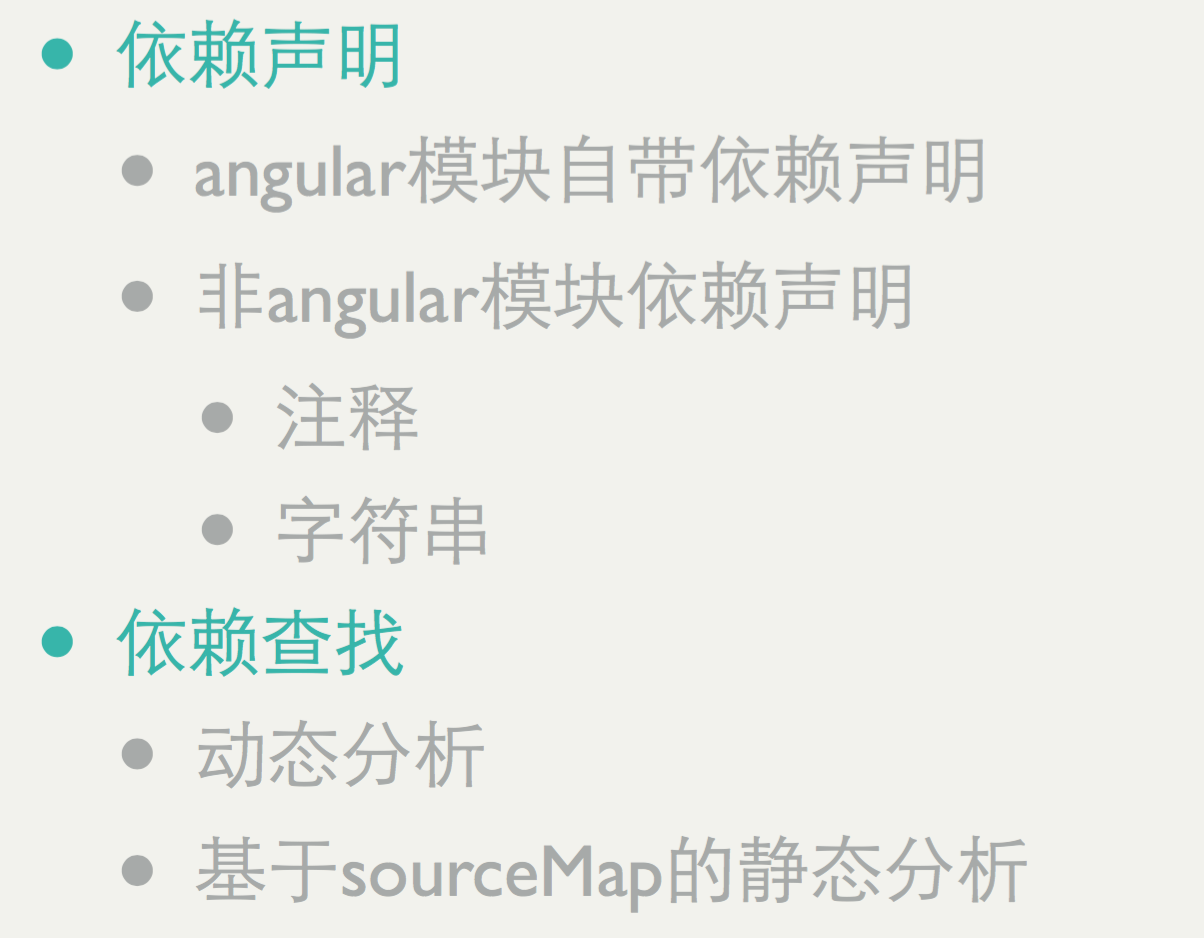 依赖声明
angular模块自带依赖声明
非angular模块依赖声明
注释
字符串
依赖查找
动态分析
基于sourceMap的静态分析